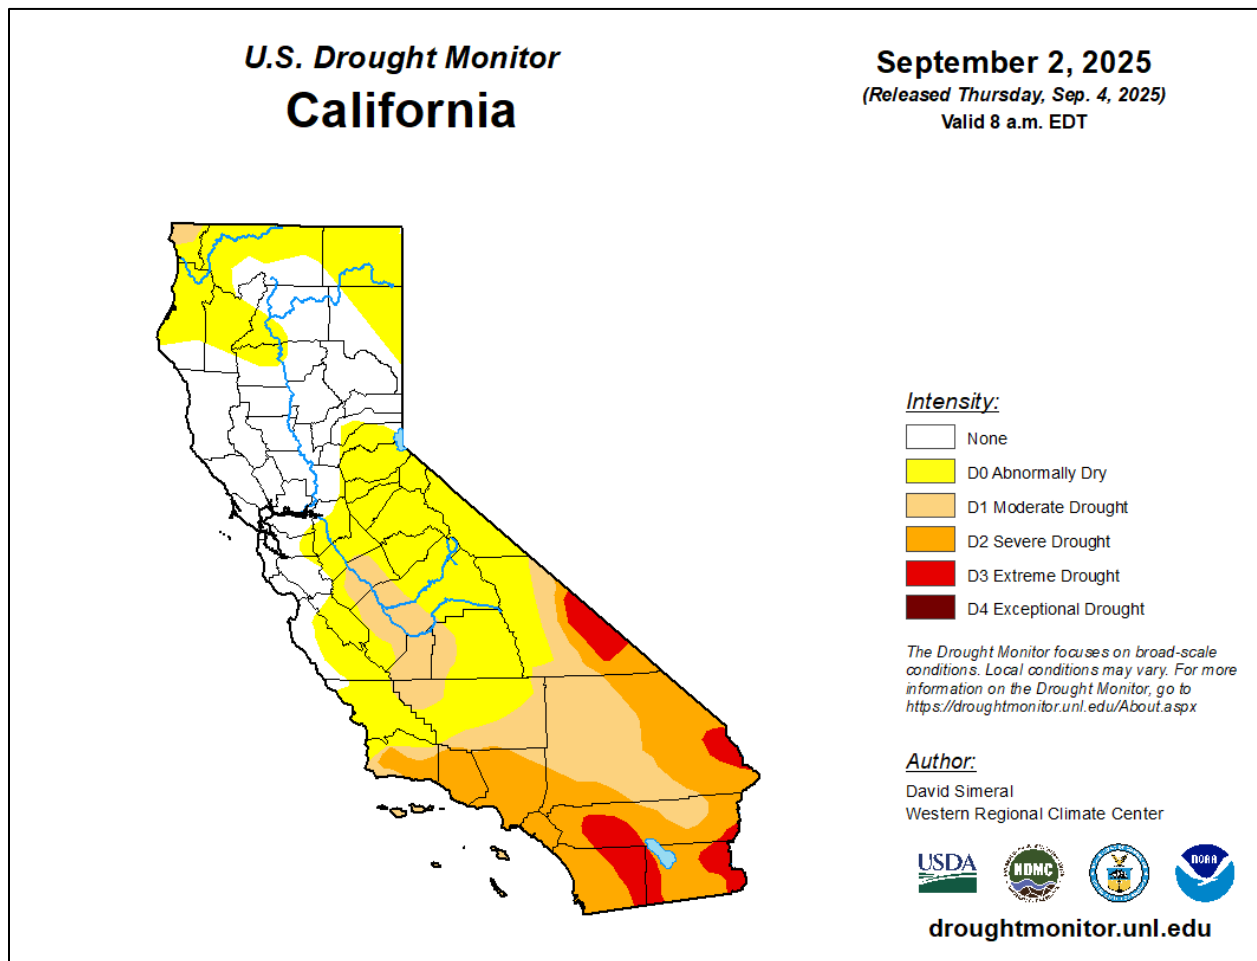 U.S. Drought Monitor
California
September 2, 2025
(Released Thursday, Sep. 4, 2025)
Valid 8 a.m. EDT
Intensity:
None
D0 Abnormally Dry
D1 Moderate Drought
D2 Severe Drought
D3 Extreme Drought
D4 Exceptional Drought
The Drought Monitor focuses on broad-scale
conditions. Local conditions may vary. For more
information on the Drought Monitor, go to
https://droughtmonitor.unl.edu/About.aspx
Author:
David Simeral
Western Regional Climate Center
USDA
NDMC
NOAA
droughtmonitor.unl.edu